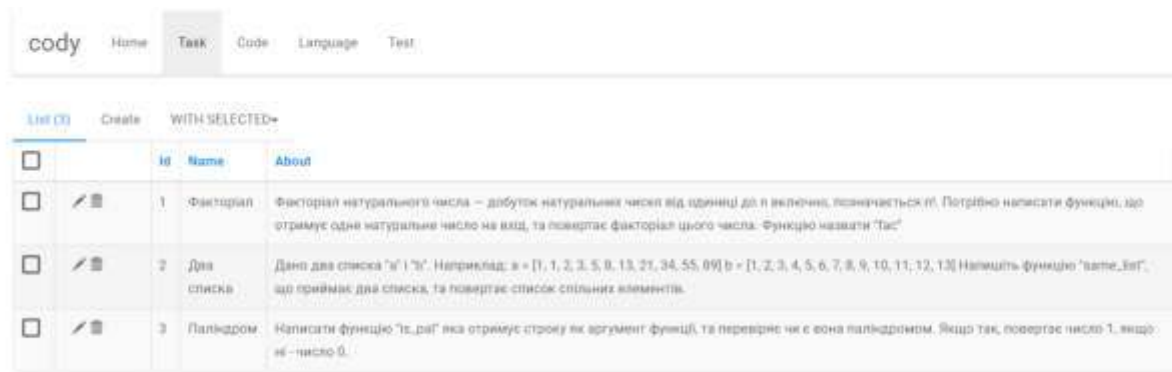 cody Home Task Code Language Test
List (3) Create WITH SELECTED
Id Name About
1 Факторіал Факторіал натурального числа — добуток натуральних чисел від одиниці до n включно, позначається n!. Потрібно написати функцію, що
отримує одне натуральне число на вхід, та повертає факторіал цього числа. Функцію назвати "fac"
2 Два Дано два списка "a" і "b". Наприклад: a = [1, 1, 2, 3, 5, 8, 13, 21, 34, 55, 89] b = [1, 2, 3, 4, 5, 6, 7, 8, 9, 10, 11, 12, 13] Напишіть функцію "same_list",
списка що приймає два списка, та повертає список спільних елементів.
3 Паліндром Написати функцію "is_pal" яка отримує строку як аргумент функції, та перевіряє чи є вона паліндромом. Якщо так, повертає число 1, якщо
ні - число 0.